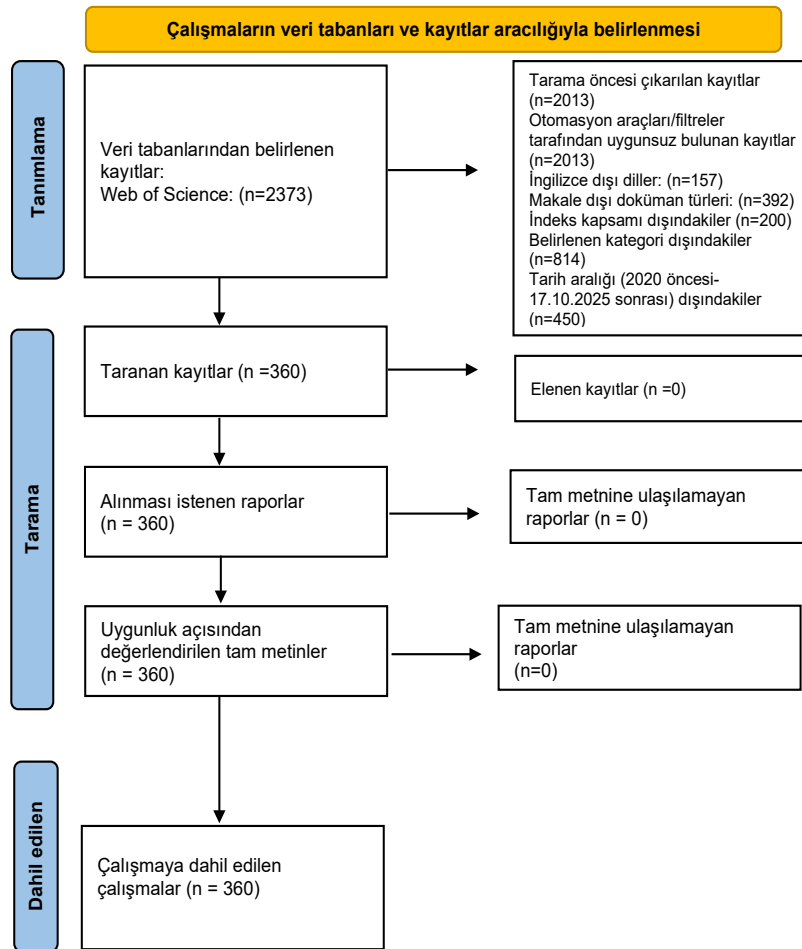 Çalışmaların veri tabanları ve kayıtlar aracılığıyla belirlenmesi
Tanımlama
Veri tabanlarından belirlenen
kayıtlar:
Web of Science: (n=2373)
Tarama öncesi çıkarılan kayıtlar
(n=2013)
Otomasyon araçları/filtreler
tarafından uygunsuz bulunan kayıtlar
(n=2013)
İngilizce dışı diller: (n=157)
Makale dışı doküman türleri: (n=392)
İndeks kapsamı dışındakiler (n=200)
Belirlenen kategori dışındakiler
(n=814)
Tarih aralığı (2020 öncesi-
17.10.2025 sonrası) dışındakiler
(n=450)
Tarama
Taranan kayıtlar (n =360)
Elenen kayıtlar (n =0)
Alınması istenen raporlar
(n = 360)
Tam metnine ulaşılamayan
raporlar (n = 0)
Uygunluk açısından
değerlendirilen tam metinler
(n = 360)
Tam metnine ulaşılamayan
raporlar
(n=0)
Dahil edilen
Çalışmaya dahil edilen
çalışmalar (n = 360)